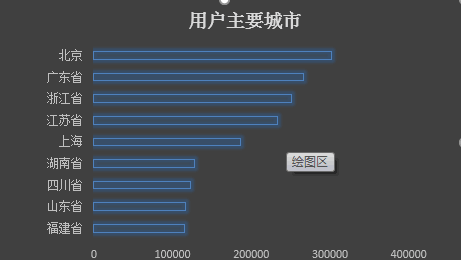 用户主要城市
北京
广东省
浙江省
江苏省
上海
湖南省
绘图区
四川省
山东省
福建省
0 100000 200000 300000 400000